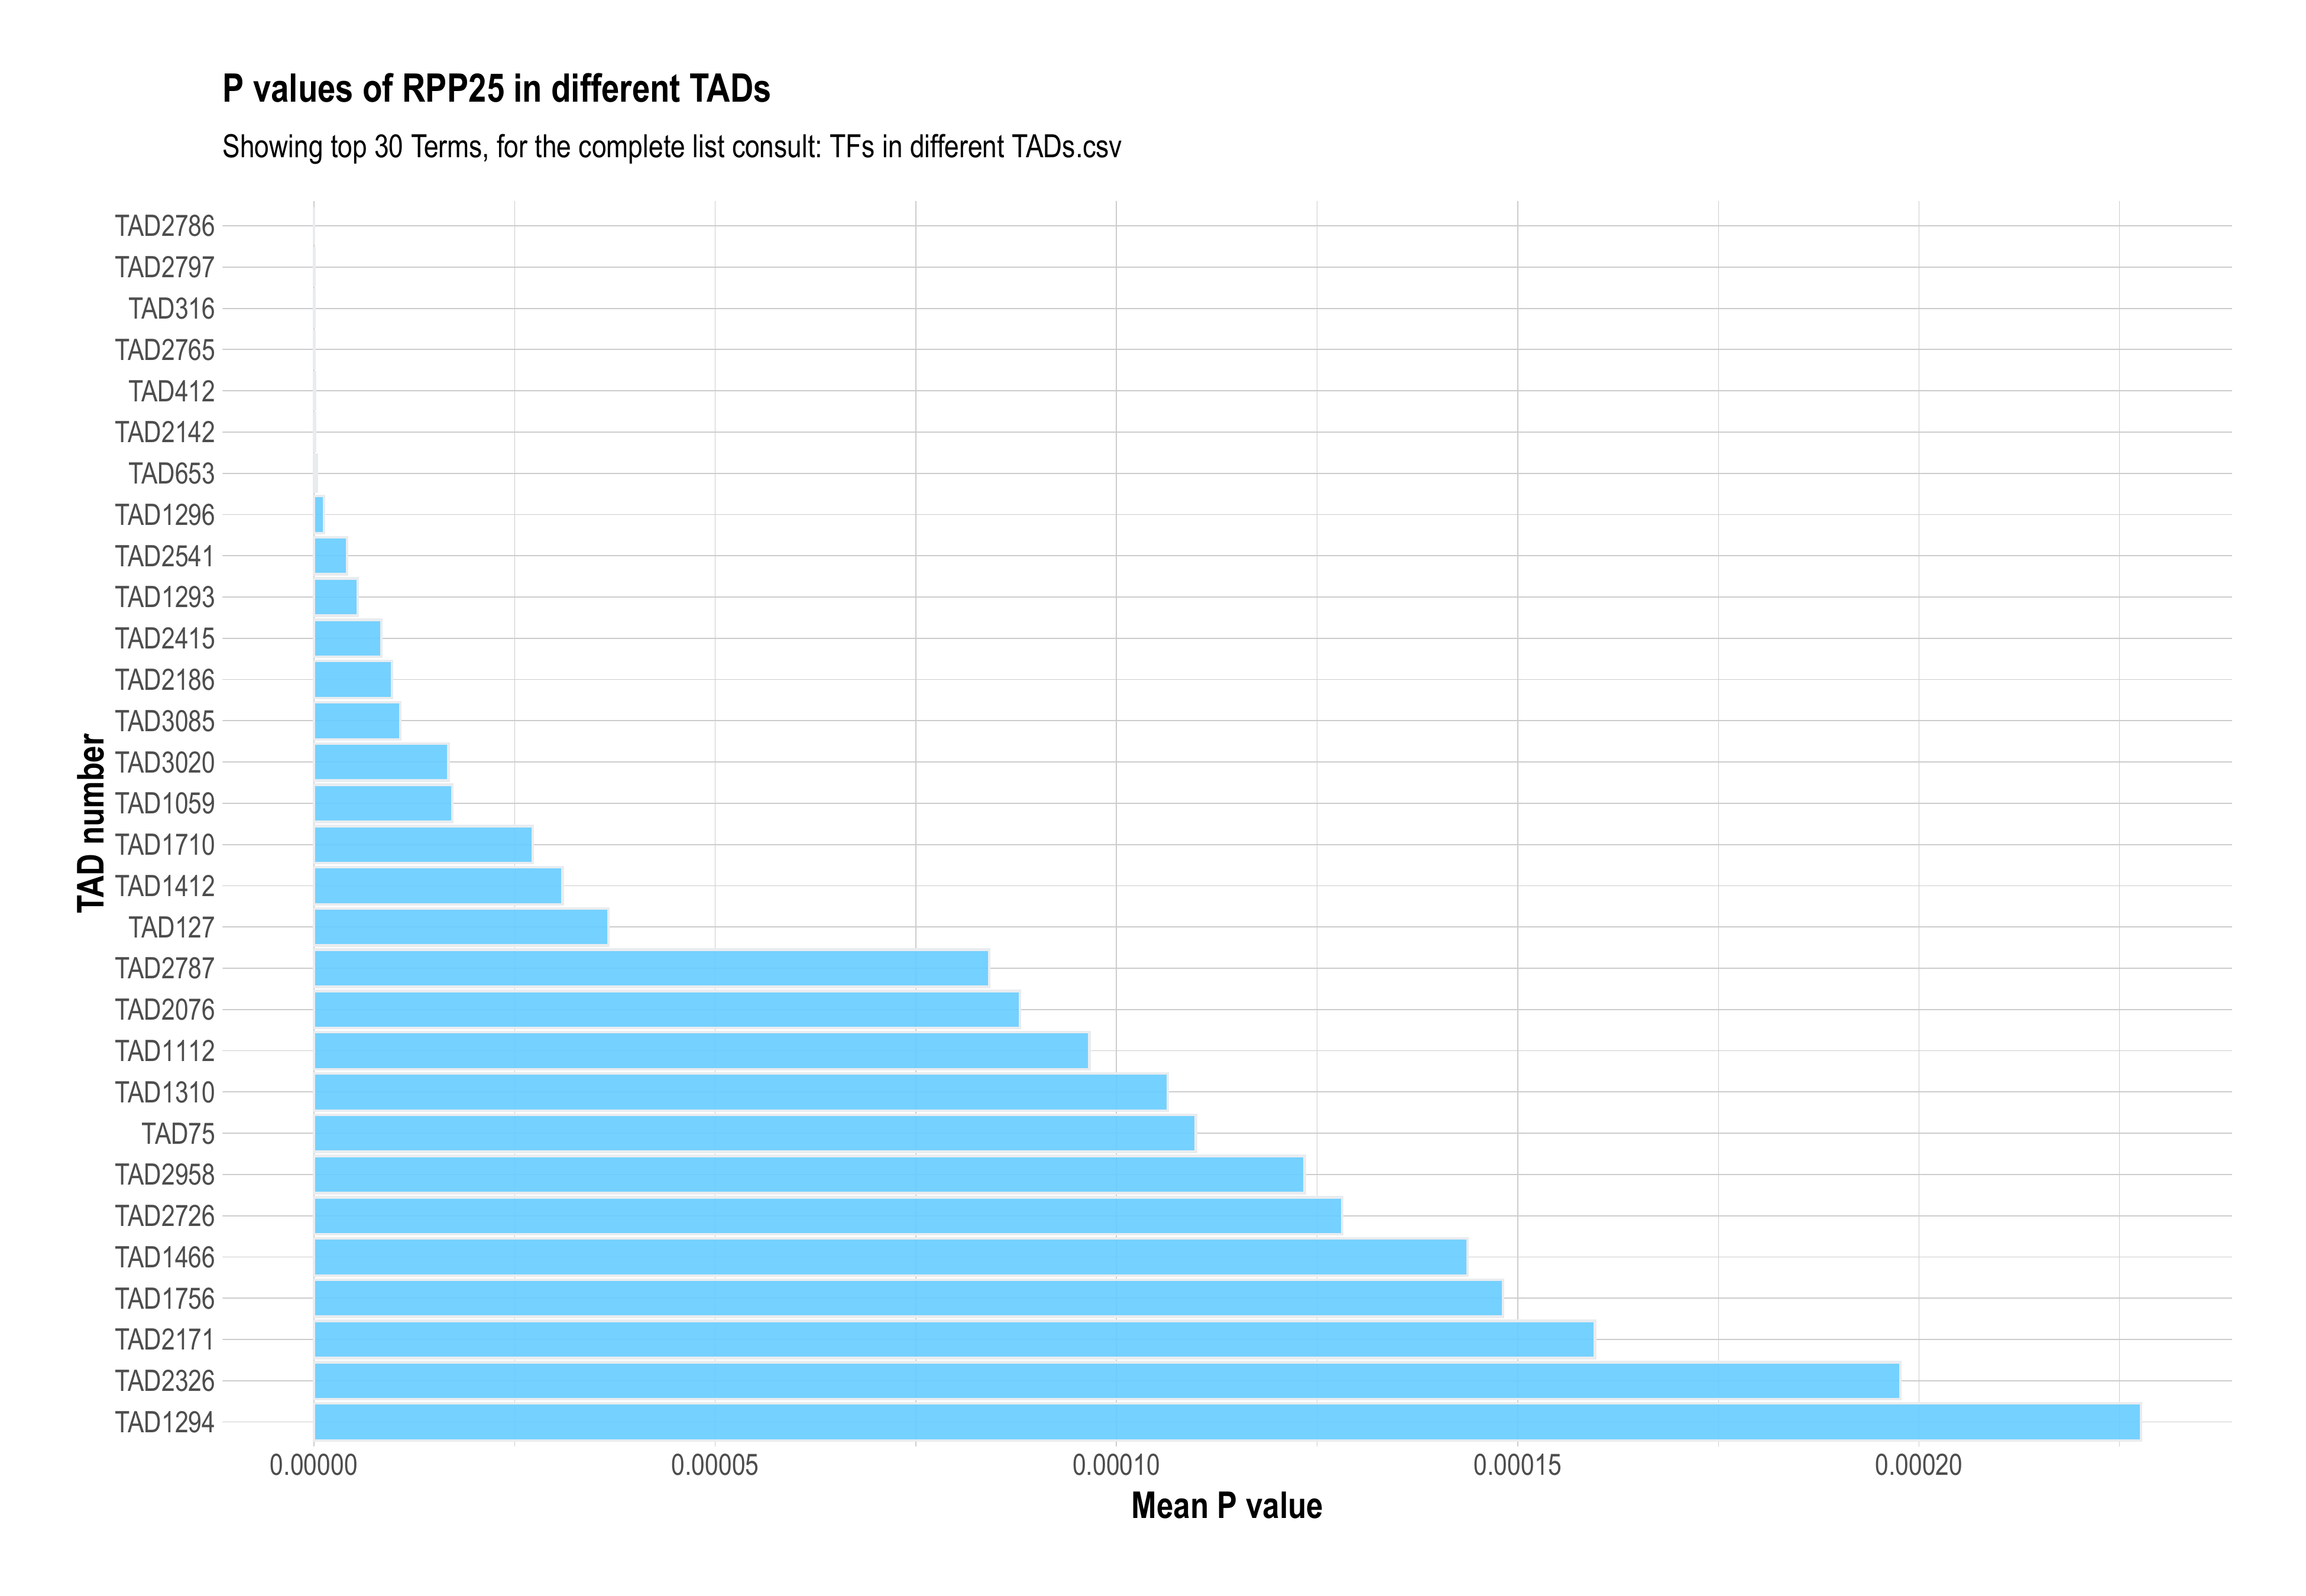 P values of RPP25 in different TADs
Showing top 30 Terms, for the complete list consult: TFs in different TADs.csv
TAD number
TAD2786
TAD2797
TAD316
TAD2765
TAD412
TAD2142
TAD653
TAD1296
TAD2541
TAD1293
TAD2415
TAD2186
TAD3085
TAD3020
TAD1059
TAD1710
TAD1412
TAD127
TAD2787
TAD2076
TAD1112
TAD1310
TAD75
TAD2958
TAD2726
TAD1466
TAD1756
TAD2171
TAD2326
TAD1294
0.00000 0.00005 0.00010 0.00015 0.00020
Mean P value